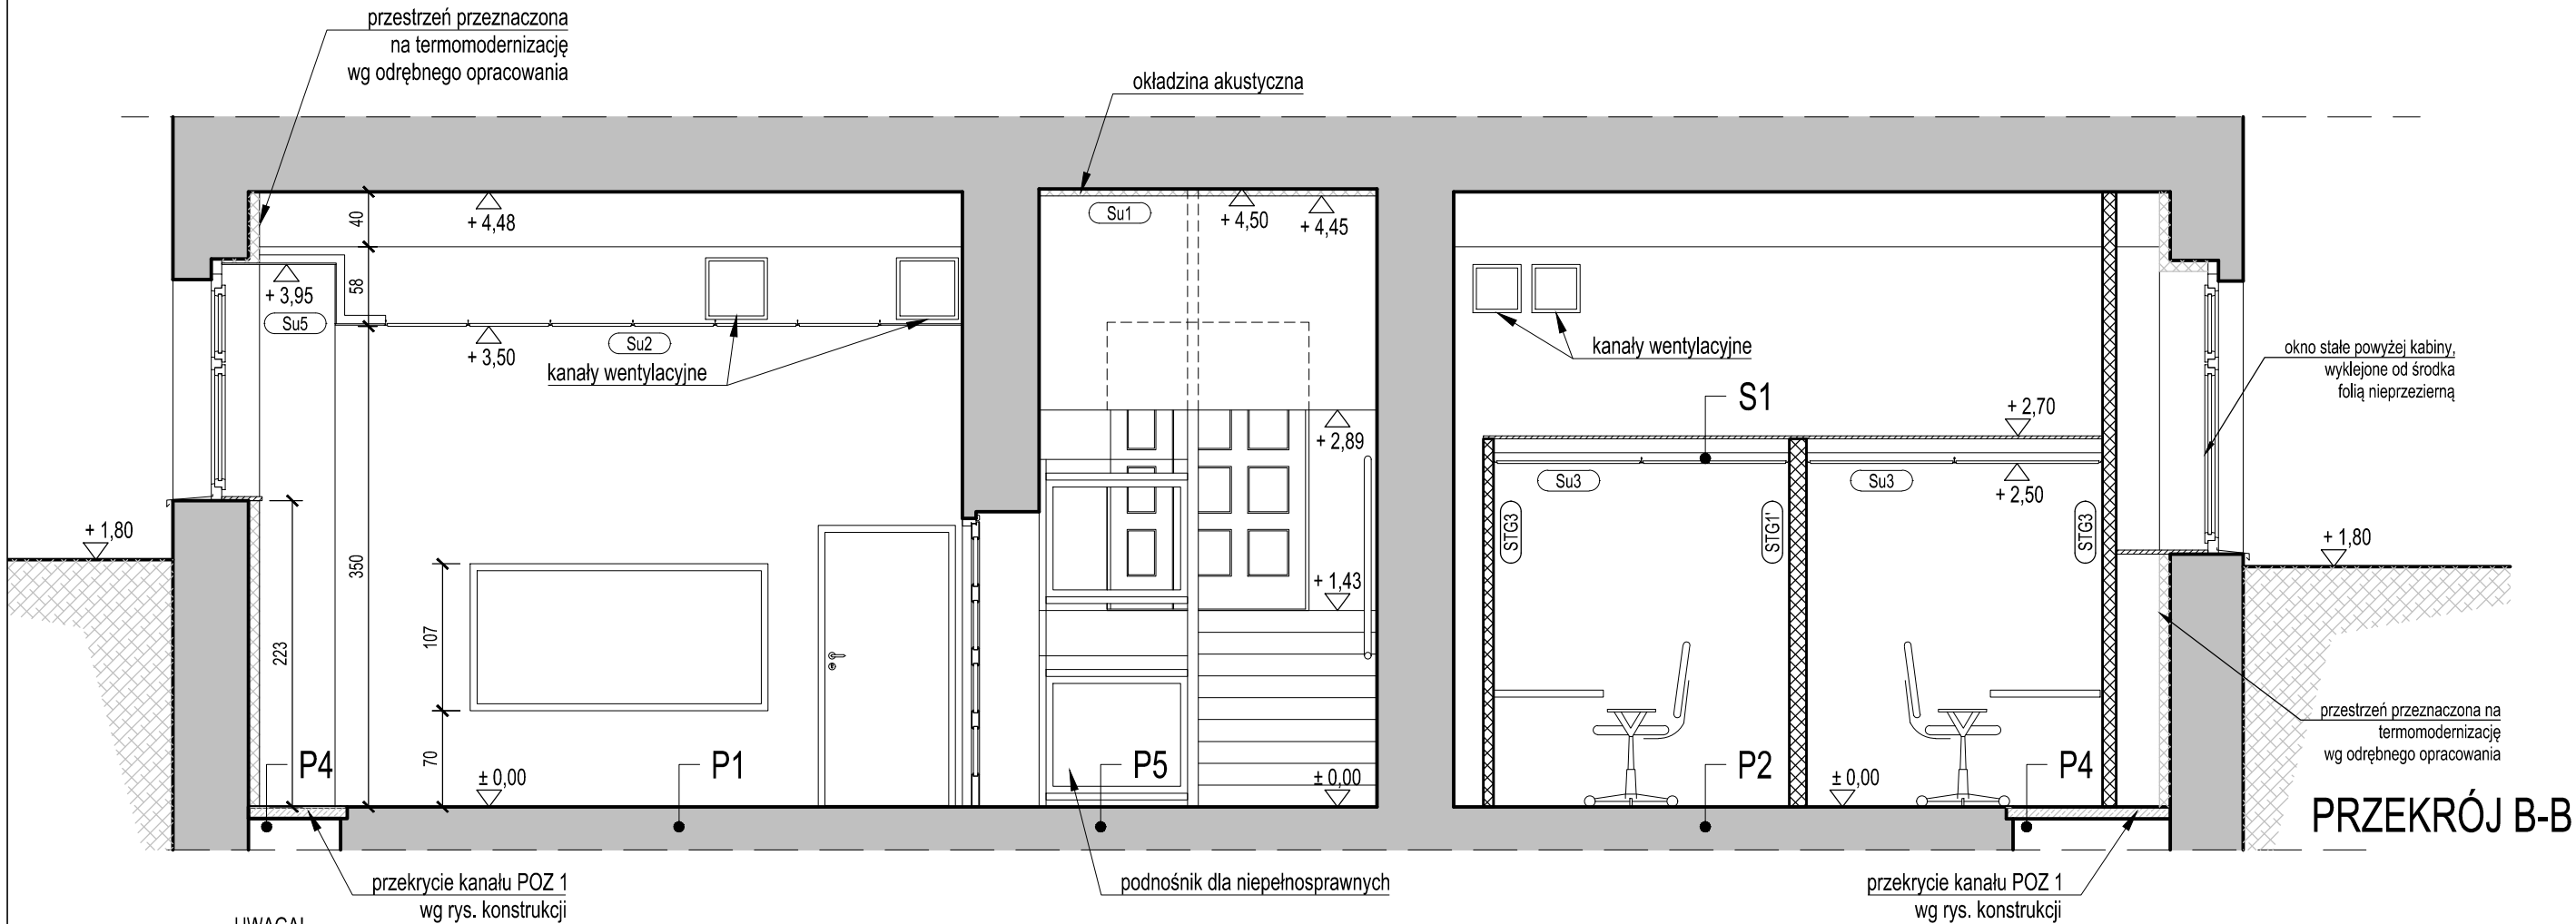 przestrzeń przeznaczona
na termomodernizację
wg odrębnego opracowania
okładzina akustyczna
40
+ 4,48
Su1
+ 4,50
+ 4,45
58
+ 3,95
Su5
+ 3,50
Su2
kanały wentylacyjne
kanały wentylacyjne
okno stałe powyżej kabiny,
wyklejone od środka
folią nieprzezierną
S1
+ 2,70
+ 2,89
Su3
Su3
+ 2,50
STG3
STG1'
STG3
+ 1,80
+ 1,80
350
+ 1,43
107
223
przestrzeń przeznaczona na
termomodernizację
wg odrębnego opracowania
70
P4
± 0,00
P1
P5
± 0,00
P2
± 0,00
P4
PRZEKRÓJ B-B
przekrycie kanału POZ 1
wg rys. konstrukcji
podnośnik dla niepełnosprawnych
przekrycie kanału POZ 1
wg rys. konstrukcji